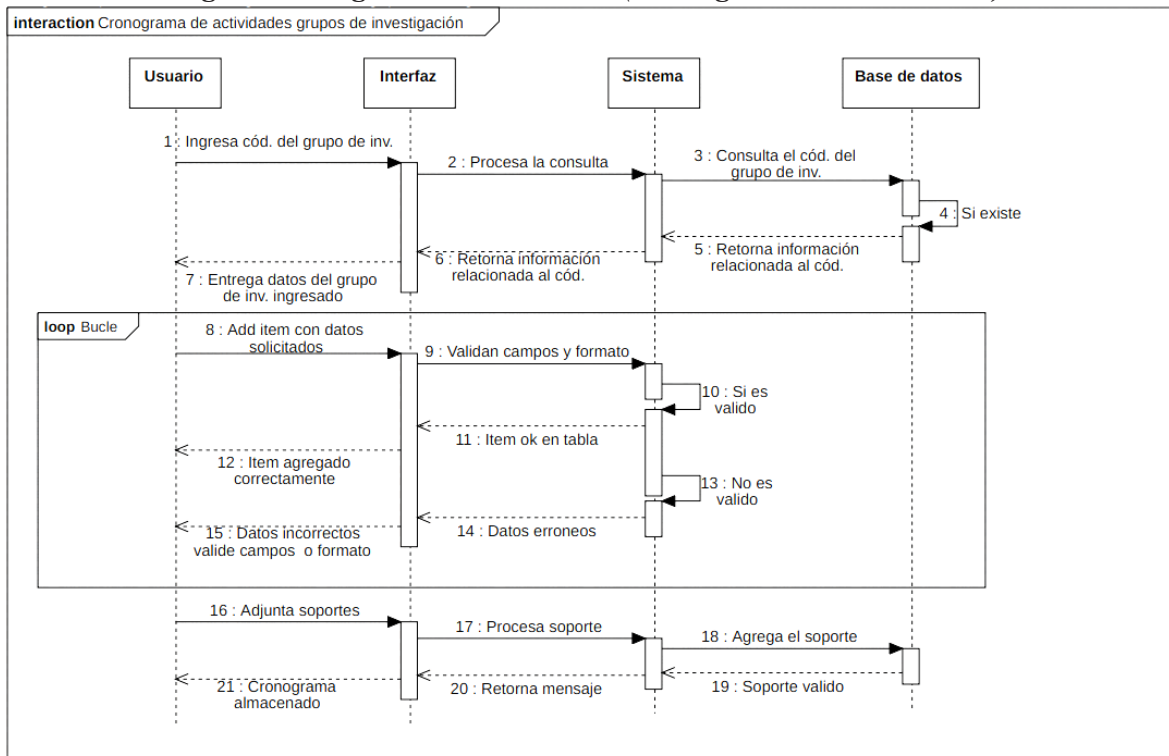 interaction Cronograma de actividades grupos de investigación
Usuario
Interfaz
Sistema
Base de datos
1 : Ingresa cód. del grupo de inv.
2 : Procesa la consulta
3 : Consulta el cód. del
grupo de inv.
4 : Si existe
5 : Retorna información
relacionada al cód.
6 : Retorna información
relacionada al cód.
7 : Entrega datos del grupo
de inv. ingresado
loop Bucle
8 : Add item con datos
solicitados
9 : Validan campos y formato
10 : Si es
valido
11 : Item ok en tabla
12 : Item agregado
correctamente
13 : No es
valido
14 : Datos erroneos
15 : Datos incorrectos
valide campos o formato
16 : Adjunta soportes
17 : Procesa soporte
18 : Agrega el soporte
19 : Soporte valido
20 : Retorna mensaje
21 : Cronograma
almacenado